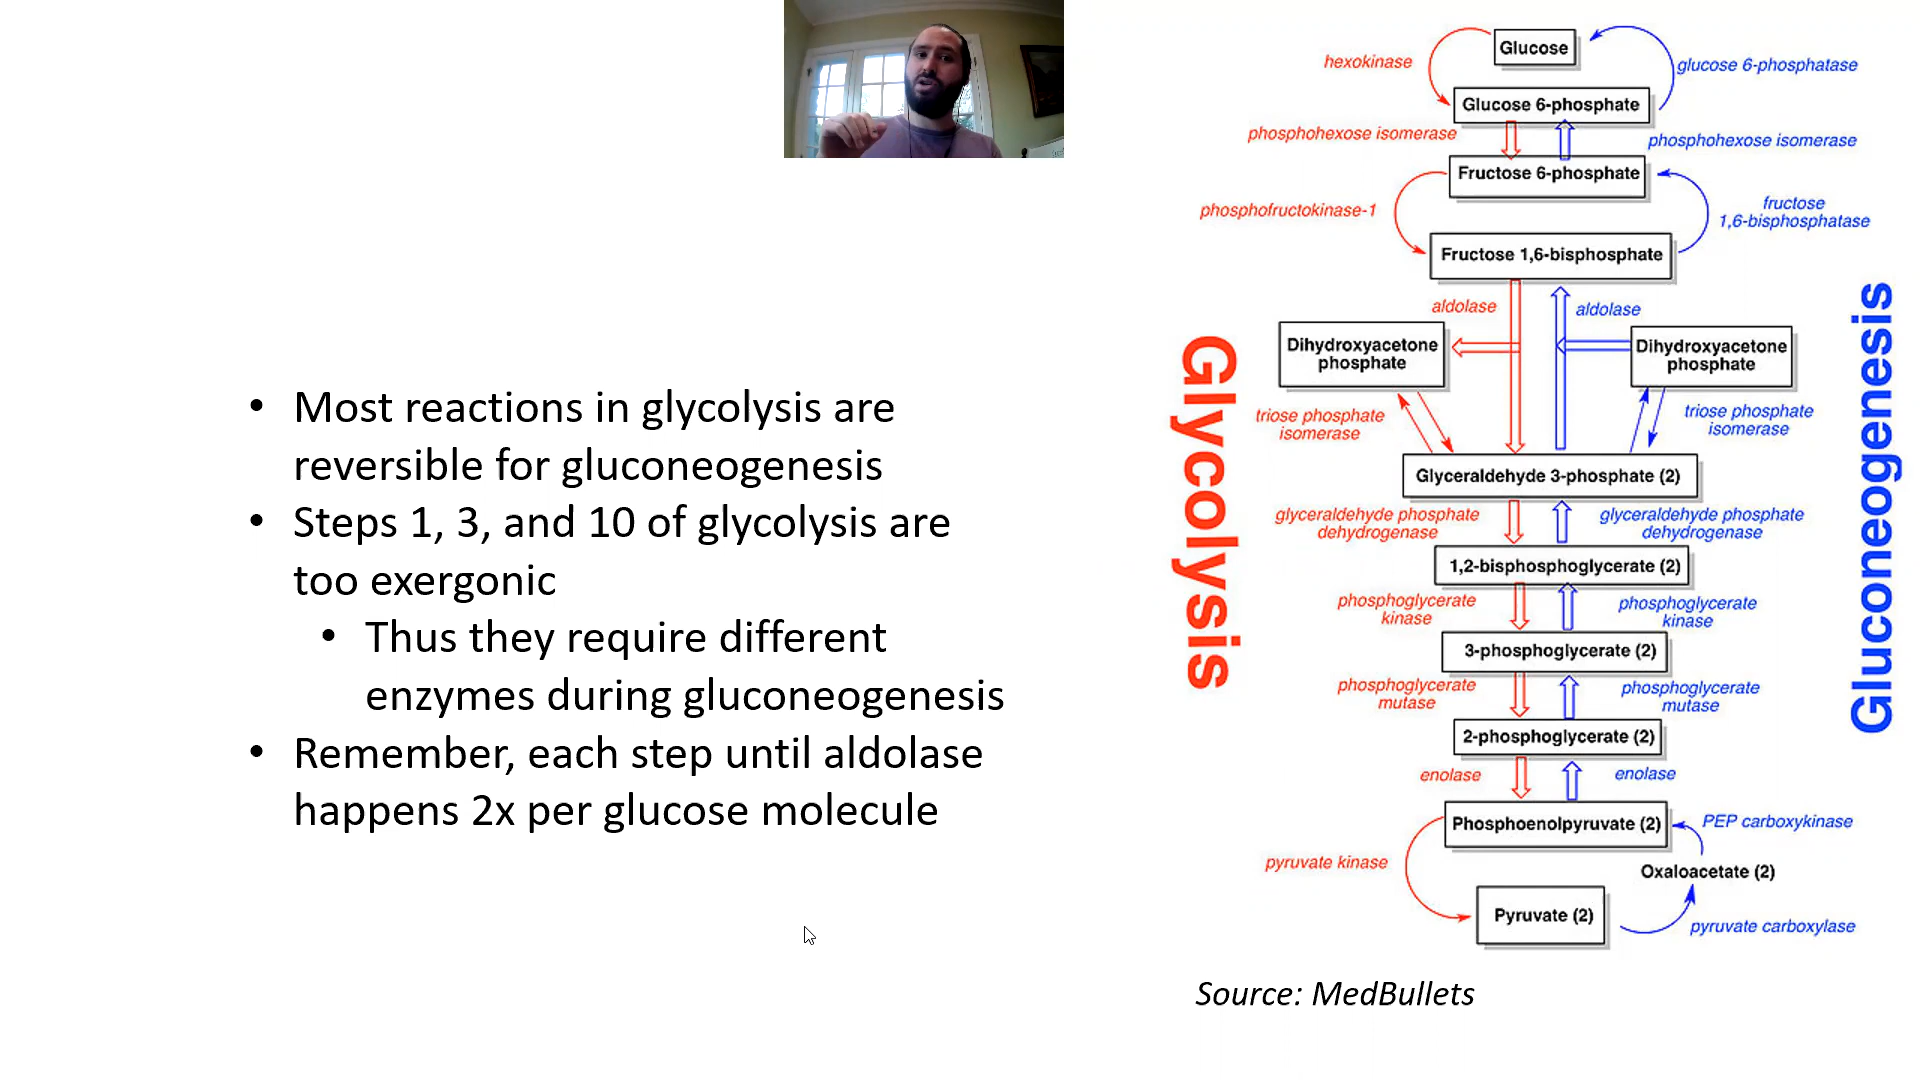 • Most reactions in glycolysis are
reversible for gluconeogenesis
• Steps 1, 3, and 10 of glycolysis are
too exergonic
• Thus they require different
enzymes during gluconeogenesis
• Remember, each step until aldolase
happens 2x per glucose molecule
Glycolysis
Gluconeogenesis
Glucose
hexokinase
glucose 6-phosphatase
Glucose 6-phosphate
phosphohexose isomerase
phosphohexose isomerase
Fructose 6-phosphate
phosphofructokinase-1
fructose
1,6-bisphosphatase
Fructose 1,6-bisphosphate
aldolase
aldolase
Dihydroxyacetone
phosphate
Dihydroxyacetone
phosphate
triose phosphate
isomerase
triose phosphate
isomerase
Glyceraldehyde 3-phosphate (2)
glyceraldehyde phosphate
dehydrogenase
glyceraldehyde phosphate
dehydrogenase
1,2-bisphosphoglycerate (2)
phosphoglycerate
kinase
phosphoglycerate
kinase
3-phosphoglycerate (2)
phosphoglycerate
mutase
phosphoglycerate
mutase
2-phosphoglycerate (2)
enolase
enolase
Phosphoenolpyruvate (2)
PEP carboxykinase
pyruvate kinase
Oxaloacetate (2)
Pyruvate (2)
pyruvate carboxylase
Source: MedBullets